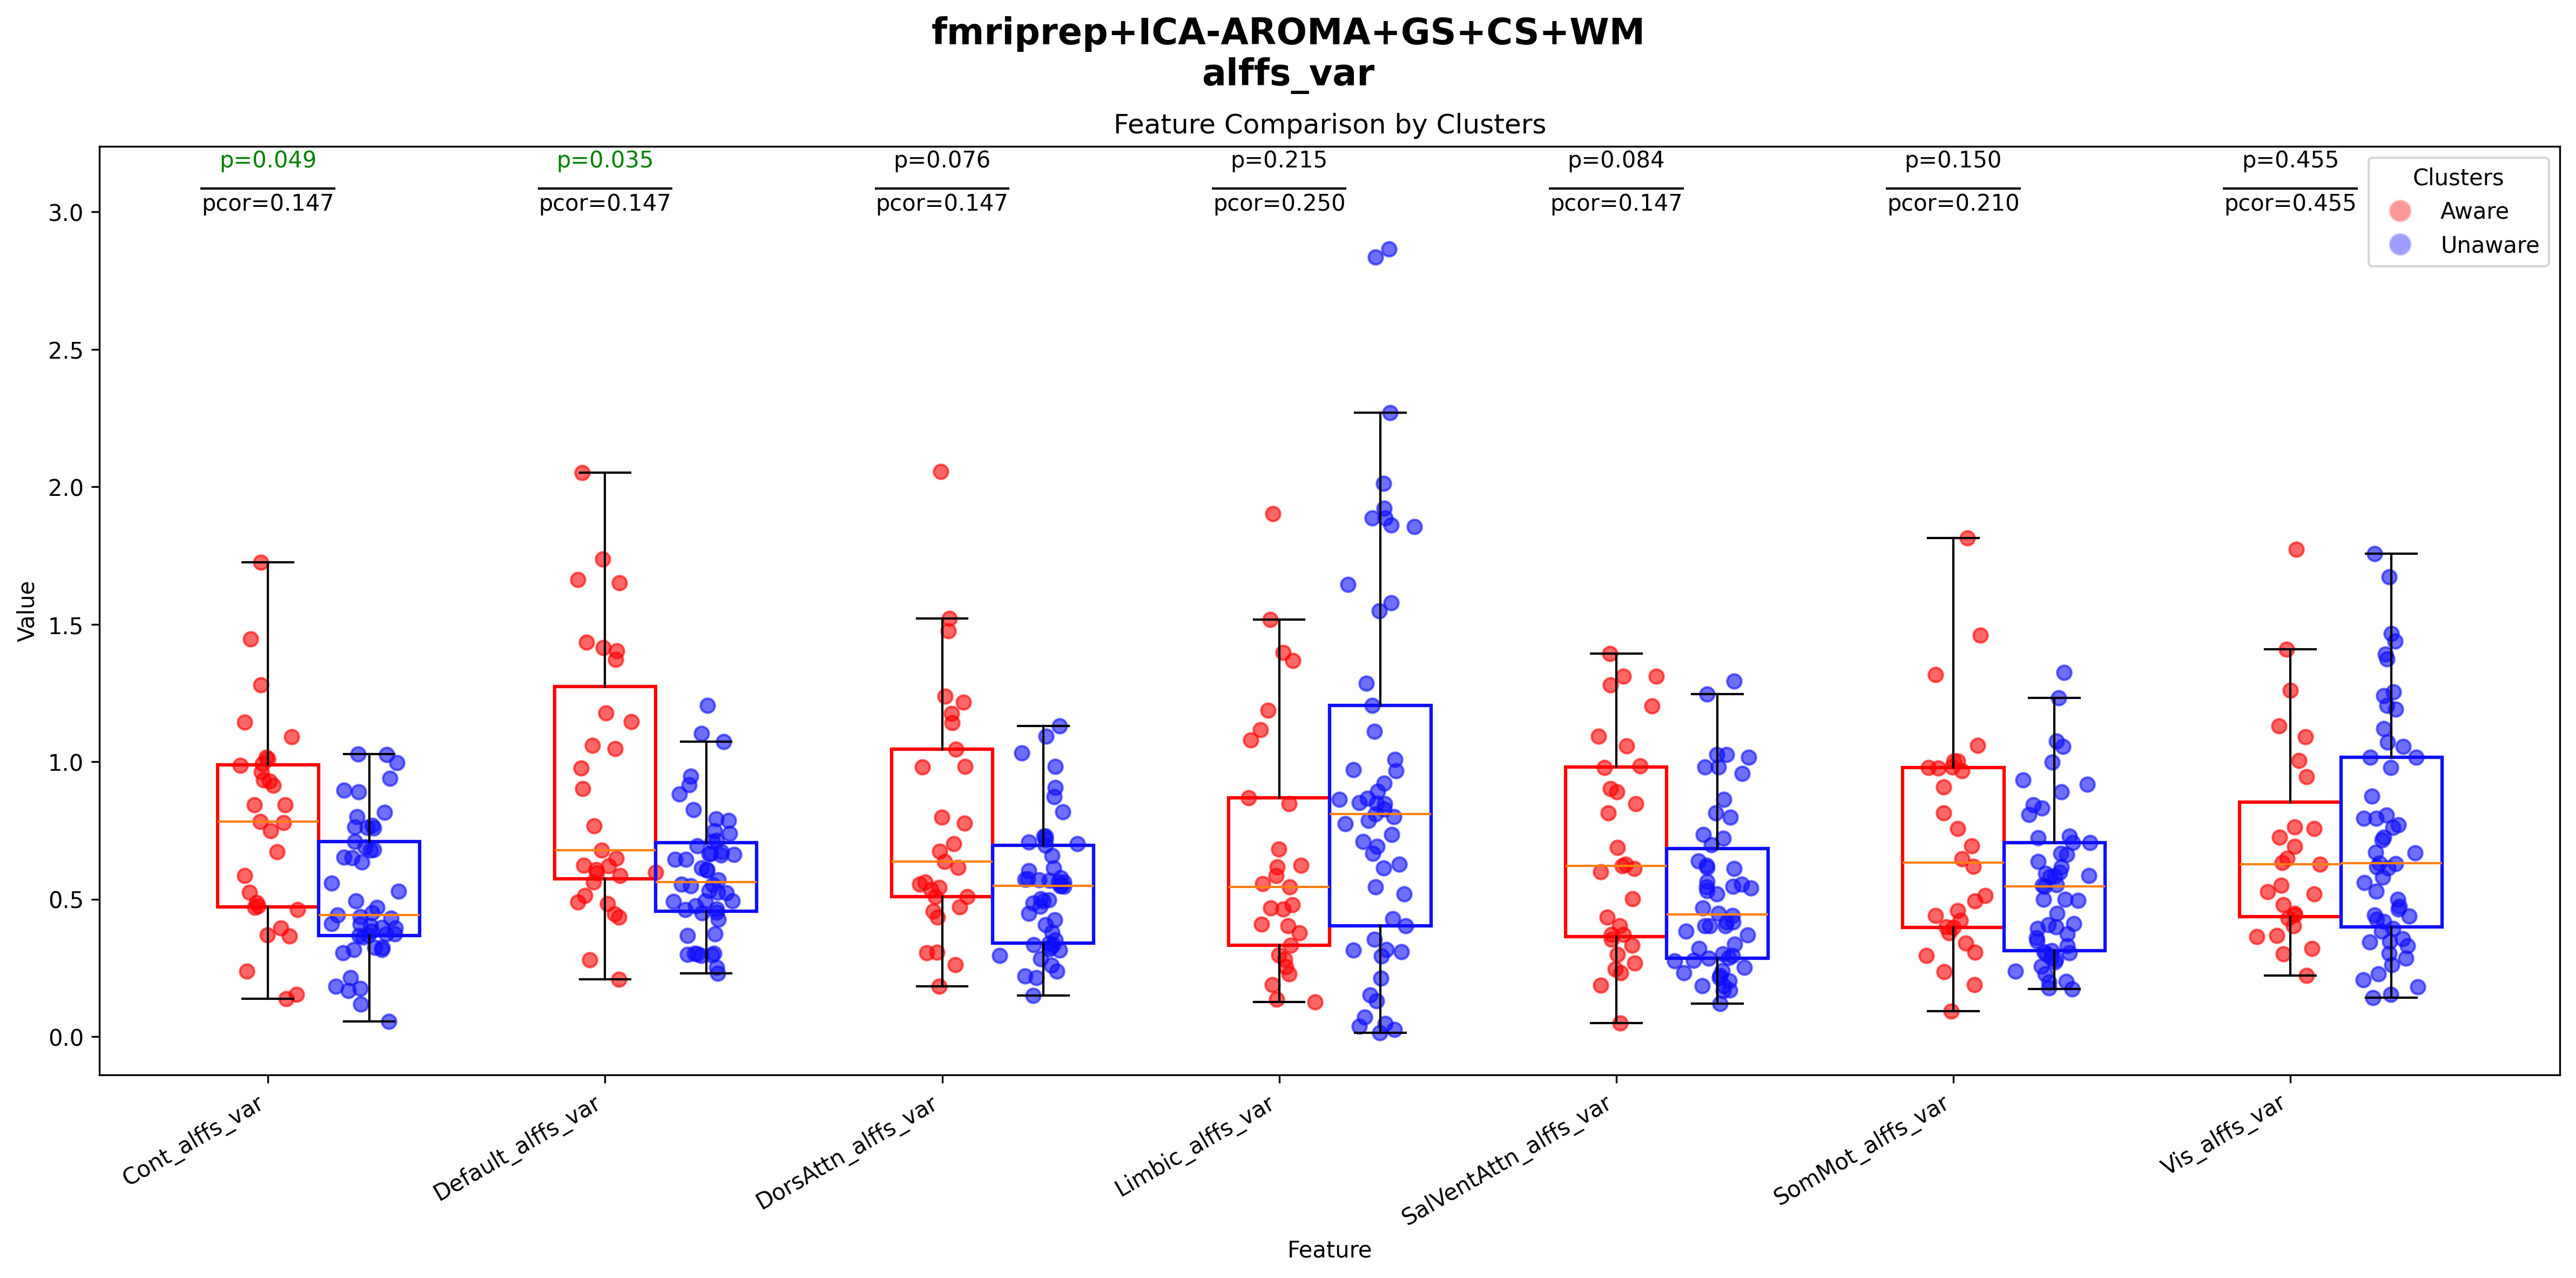 fmriprep+ICA-AROMA+GS+CS+WM
alffs_var
Feature Comparison by Clusters
p=0.049 p=0.035 p=0.076 p=0.215 p=0.084 p=0.150 p=0.455
pcor=0.147 pcor=0.147 pcor=0.147 pcor=0.250 pcor=0.147 pcor=0.210 pcor=0.455
Clusters
Aware
Unaware
Value
3.0
2.5
2.0
1.5
1.0
0.5
0.0
Cont_alffs_var
Default_alffs_var
DorsAttn_alffs_var
Limbic_alffs_var
SalVentAttn_alffs_var
SomMot_alffs_var
Vis_alffs_var
Feature